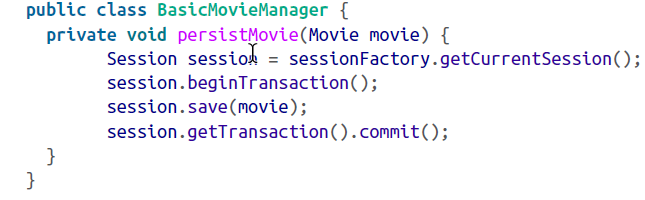 public class BasicMovieManager {
private void persistMovie(Movie movie) {
Session session = sessionFactory.getCurrentSession();
session.beginTransaction();
session.save(movie);
session.getTransaction().commit();
}
}